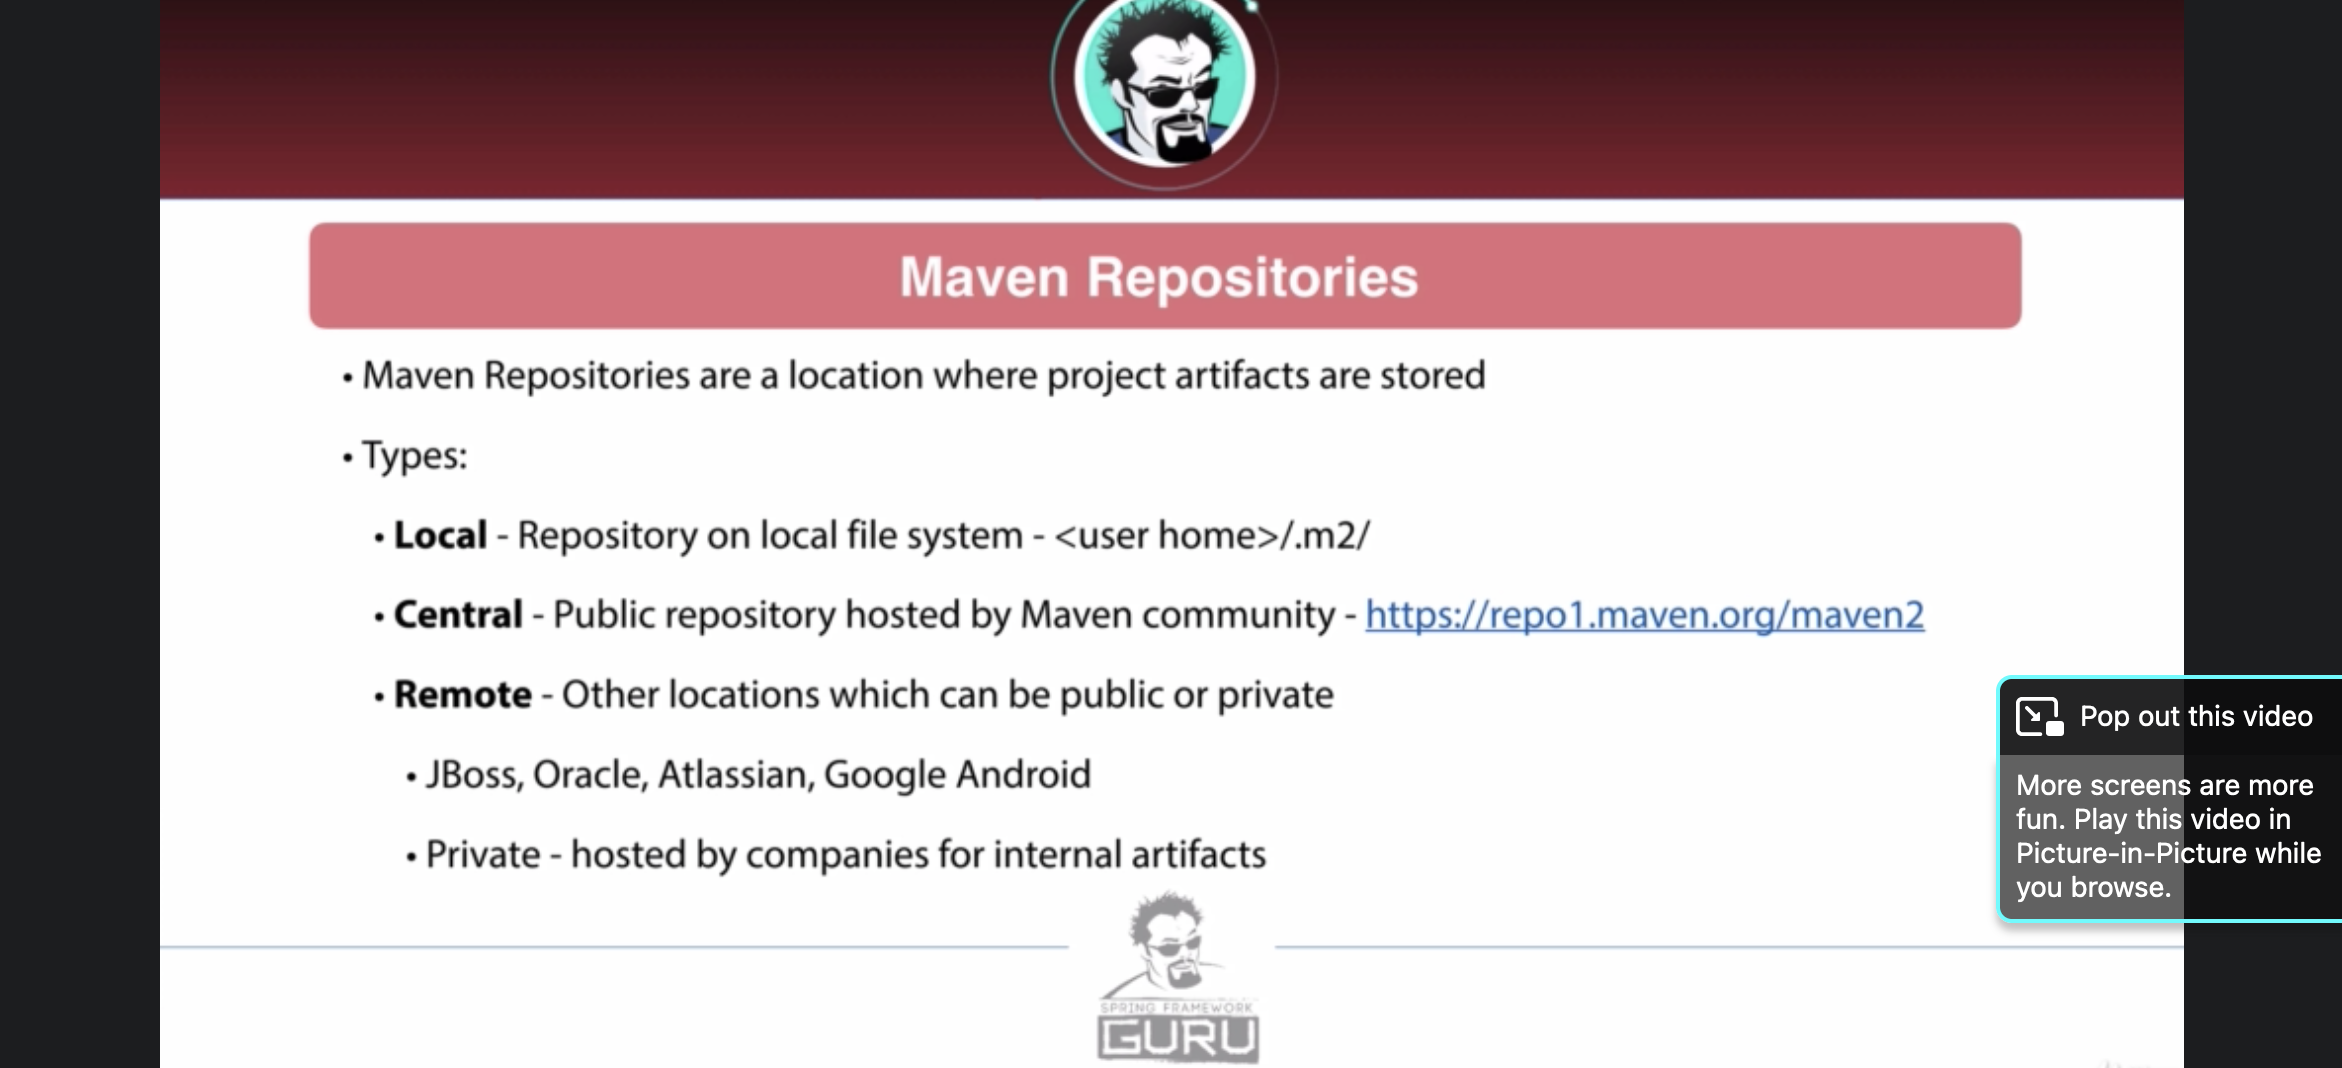 Maven Repositories
• Maven Repositories are a location where project artifacts are stored
• Types:
• Local - Repository on local file system - <user home>/.m2/
• Central - Public repository hosted by Maven community - https://repo1.maven.org/maven2
• Remote - Other locations which can be public or private
• JBoss, Oracle, Atlassian, Google Android
• Private - hosted by companies for internal artifacts
Pop out this video
More screens are more
fun. Play this video in
Picture-in-Picture while
you browse.
SPRING FRAMEWORK
GURU